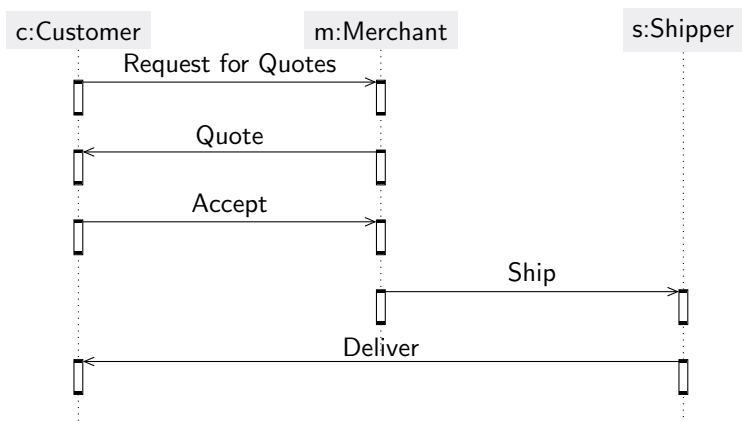 c:Customer
m:Merchant
s:Shipper
Request for Quotes
Quote
Accept
Ship
Deliver